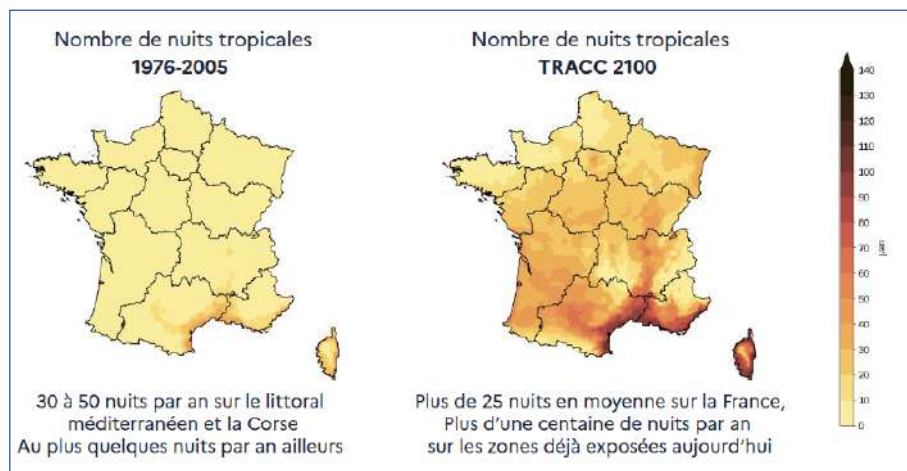 Nombre de nuits tropicales
1976-2005
30 à 50 nuits par an sur le littoral
méditerranéen et la Corse
Au plus quelques nuits par an ailleurs
Nombre de nuits tropicales
TRACC 2100
Plus de 25 nuits en moyenne sur la France,
Plus d'une centaine de nuits par an
sur les zones déjà exposées aujourd'hui
140
130
120
110
100
90
80
70
60
50
40
30
20
10
0